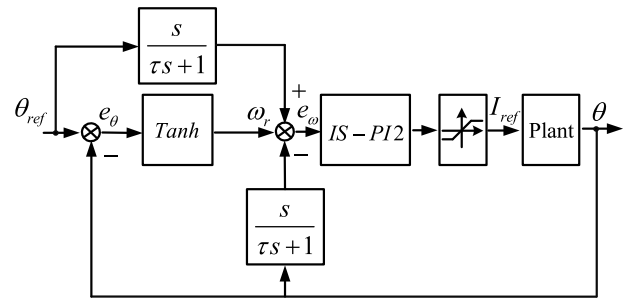 s
τs+1
+
θref
eθ
Tanh
ωr
eω
IS−PI2
Iref
Plant
θ
−
−
s
τs+1